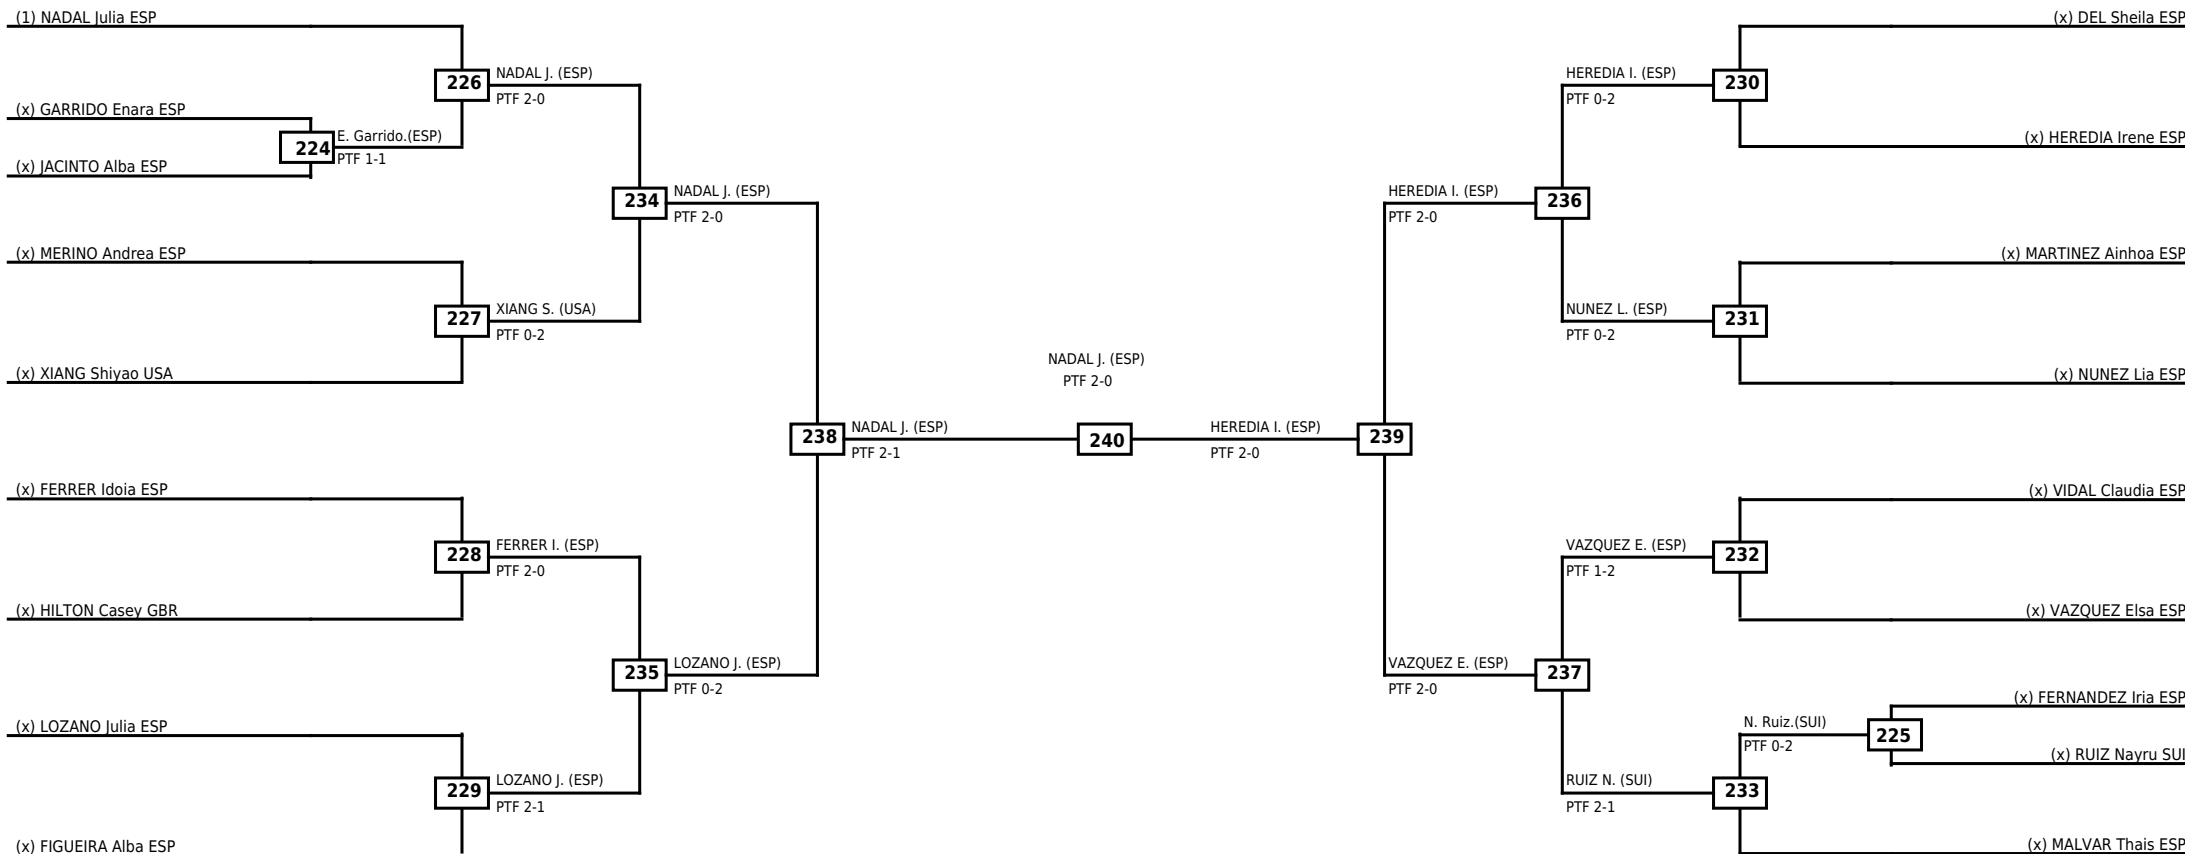 (1) NADAL Julia ESP
(x) DEL Sheila ESP
226
NADAL J. (ESP)
PTF 2-0
HEREDIA I. (ESP)
PTF 0-2
230
(x) GARRIDO Enara ESP
224
E. Garrido.(ESP)
PTF 1-1
(x) JACINTO Alba ESP
(x) HEREDIA Irene ESP
234
NADAL J. (ESP)
PTF 2-0
HEREDIA I. (ESP)
PTF 2-0
236
(x) MERINO Andrea ESP
(x) MARTINEZ Ainhoa ESP
227
XIANG S. (USA)
PTF 0-2
NUNEZ L. (ESP)
PTF 0-2
231
(x) XIANG Shiyao USA
(x) NUNEZ Lia ESP
NADAL J. (ESP)
PTF 2-0
238
NADAL J. (ESP)
PTF 2-1
240
HEREDIA I. (ESP)
PTF 2-0
239
(x) FERRER Idoia ESP
(x) VIDAL Claudia ESP
228
FERRER I. (ESP)
PTF 2-0
VAZQUEZ E. (ESP)
PTF 1-2
232
(x) HILTON Casey GBR
(x) VAZQUEZ Elsa ESP
235
LOZANO J. (ESP)
PTF 0-2
VAZQUEZ E. (ESP)
PTF 2-0
237
(x) LOZANO Julia ESP
(x) FERNANDEZ Iria ESP
N. Ruiz.(SUI)
PTF 0-2
225
(x) RUIZ Nayru SUI
229
LOZANO J. (ESP)
PTF 2-1
RUIZ N. (SUI)
PTF 2-1
233
(x) FIGUEIRA Alba ESP
(x) MALVAR Thais ESP